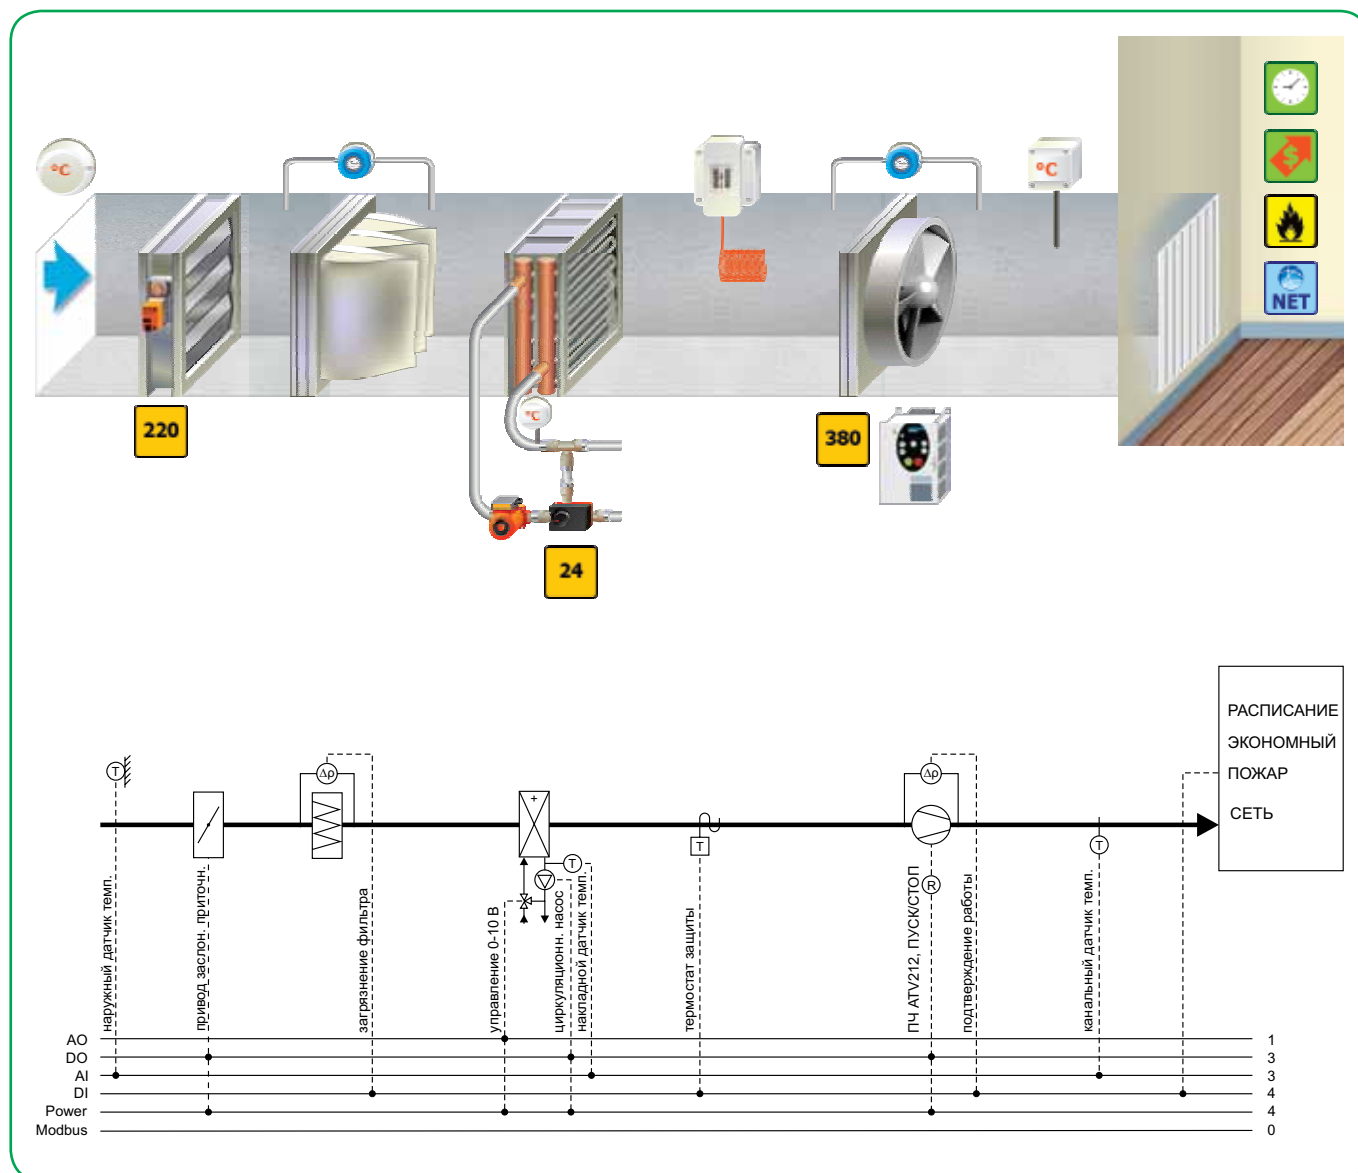 °C
°C
NET
220
°C
380
24
РАСПИСАНИЕ
ЭКОНОМНЫЙ
ПОЖАР
СЕТЬ
T
Δρ
+
T
T
Δρ
R
T
наружный датчик темп.
привод заслон. приточн.
загрязнение фильтра
управление 0-10 В
циркуляционн. насос
накладной датчик темп.
термостат защиты
ПЧ ATV212, ПУСК/СТОП
подтверждение работы
канальный датчик темп.
AO 1
DO 3
AI 3
DI 4
Power 4
Modbus 0